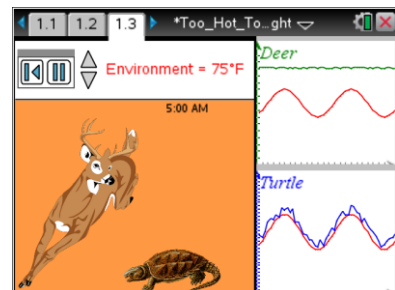 1.1 1.2 1.3 *Too_Hot_To…ght
Environment = 75°F
5:00 AM
Deer
Turtle